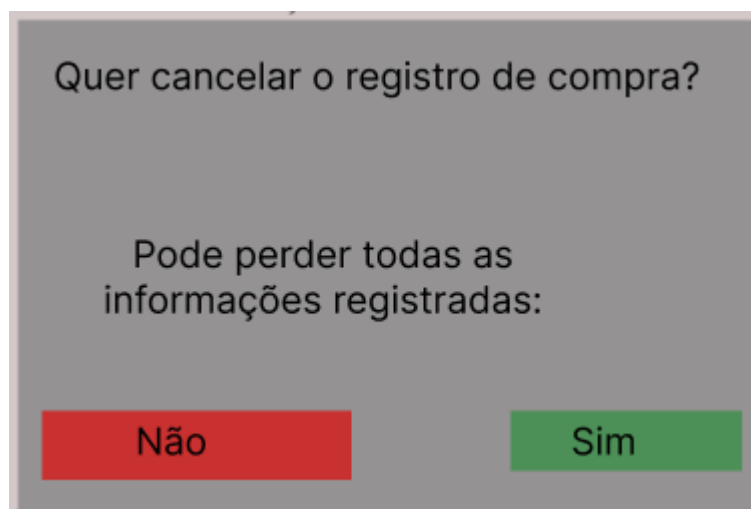 Quer cancelar o registro de compra?
Pode perder todas as
informações registradas:
Não
Sim